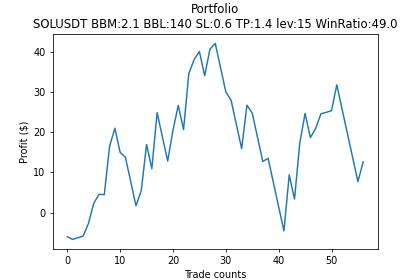 Portfolio
SOLUSDT BBM:2.1 BBL:140 SL:0.6 TP:1.4 lev:15 WinRatio:49.0
40
30
20
10
0
Profit ($)
0 10 20 30 40 50
Trade counts